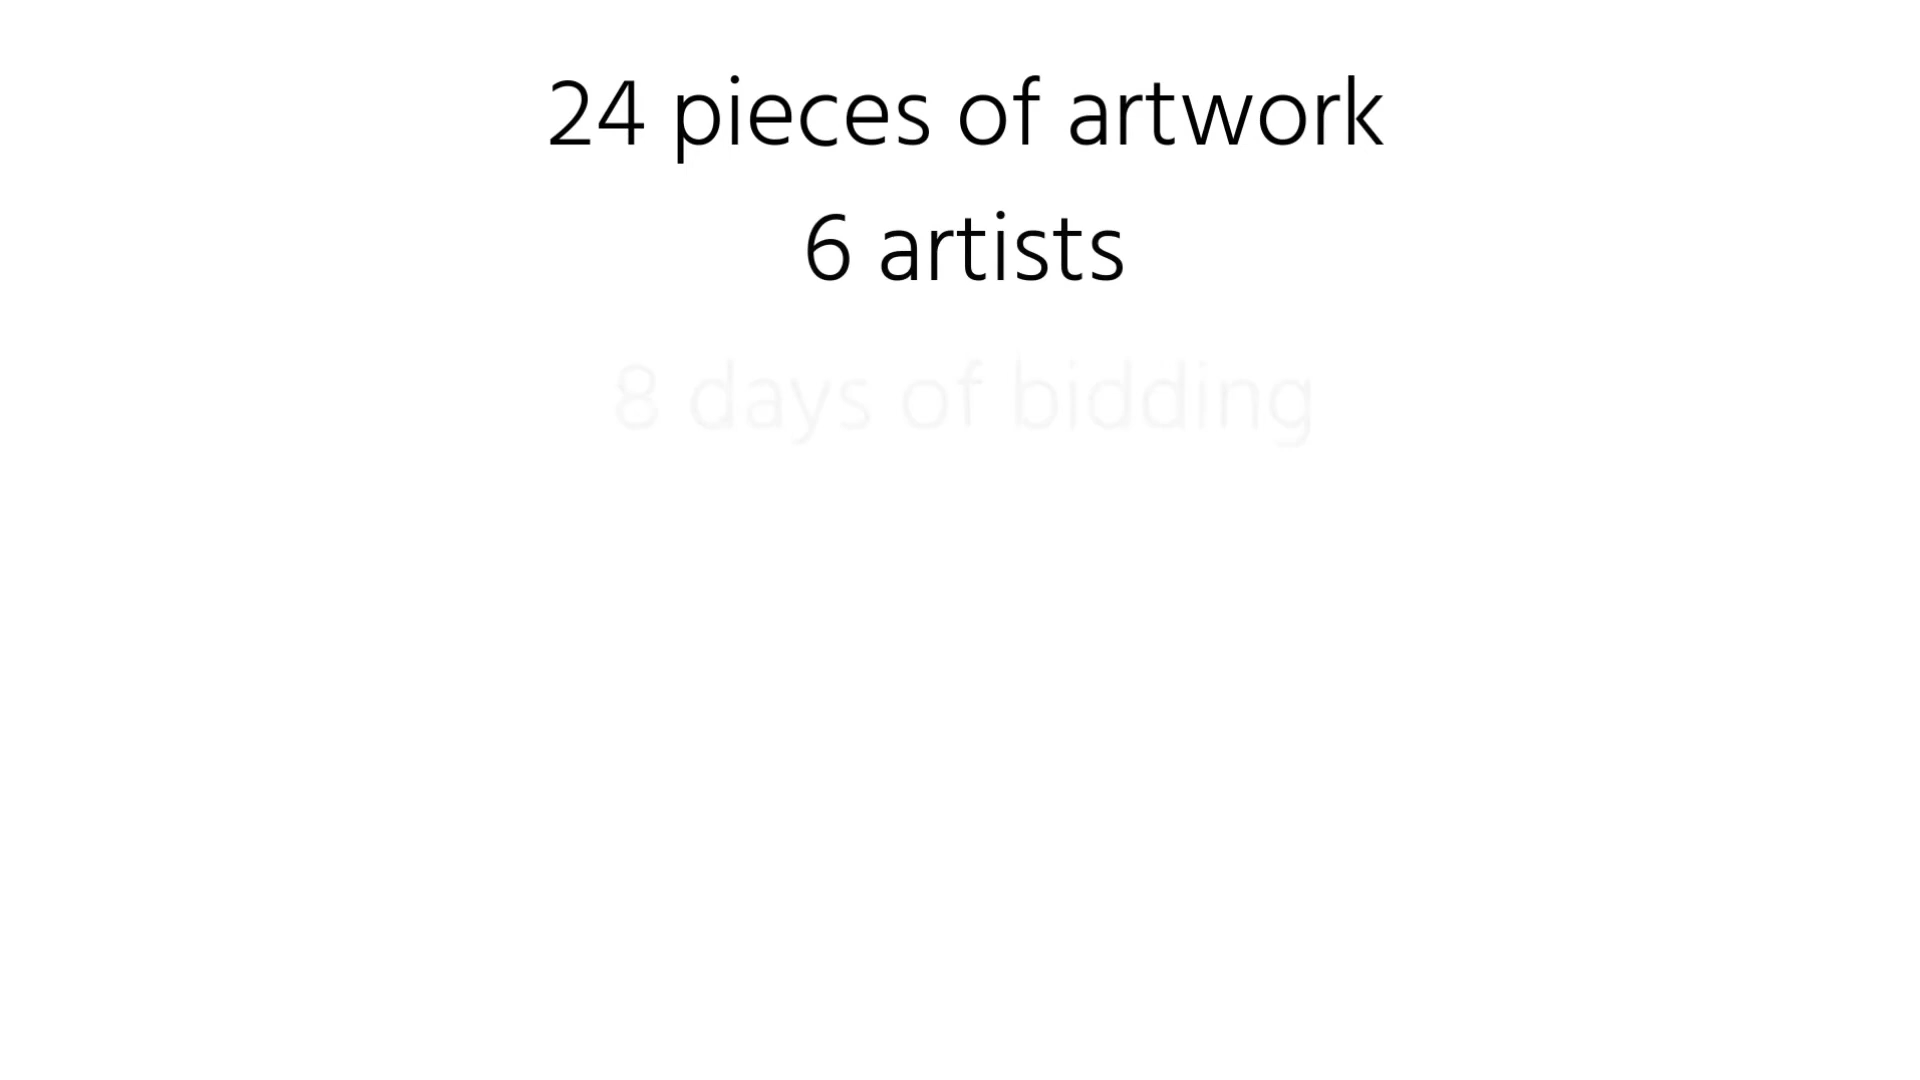 24 pieces of artwork
6 artists
8 days of bidding